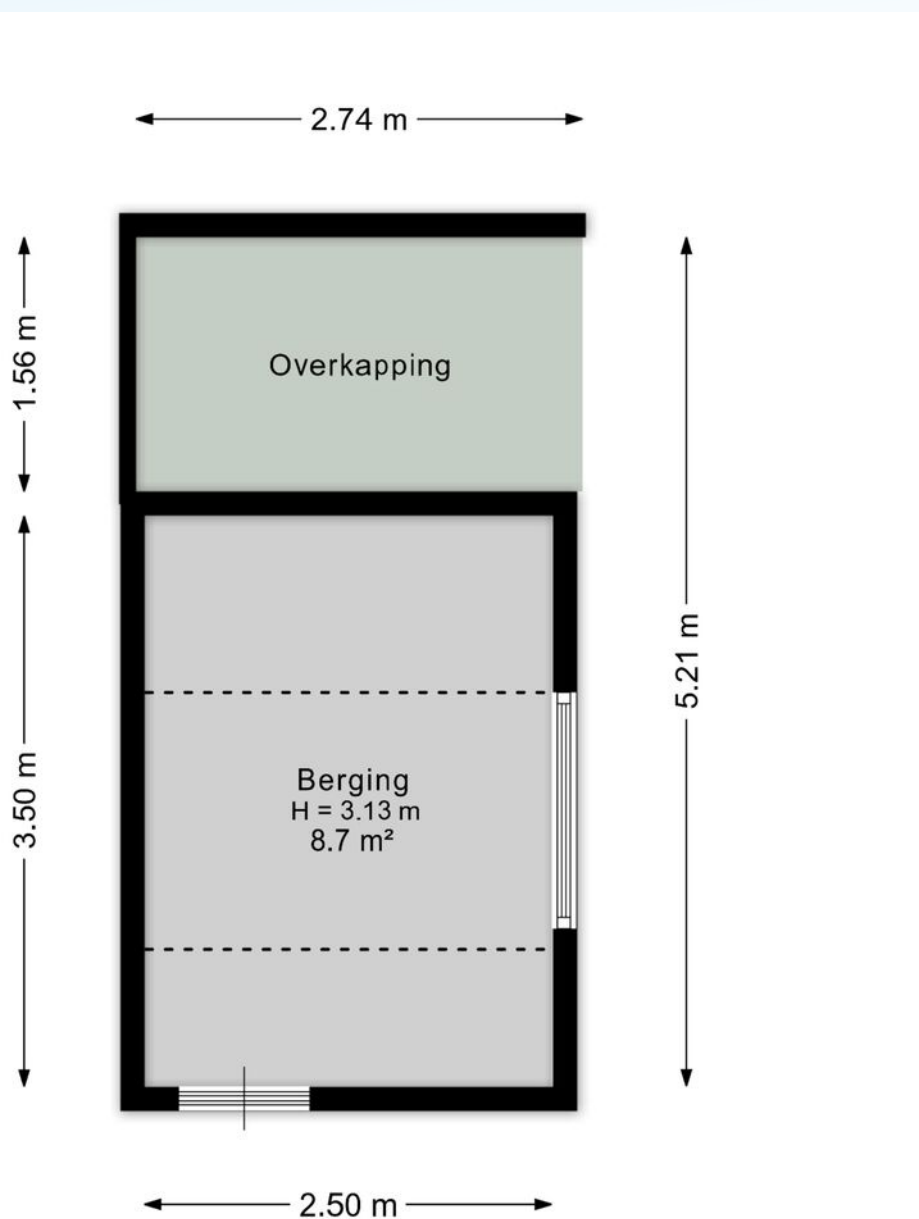 2.74 m
1.56 m
Overkapping
5.21 m
3.50 m
Berging
H = 3.13 m
8.7 m²
2.50 m